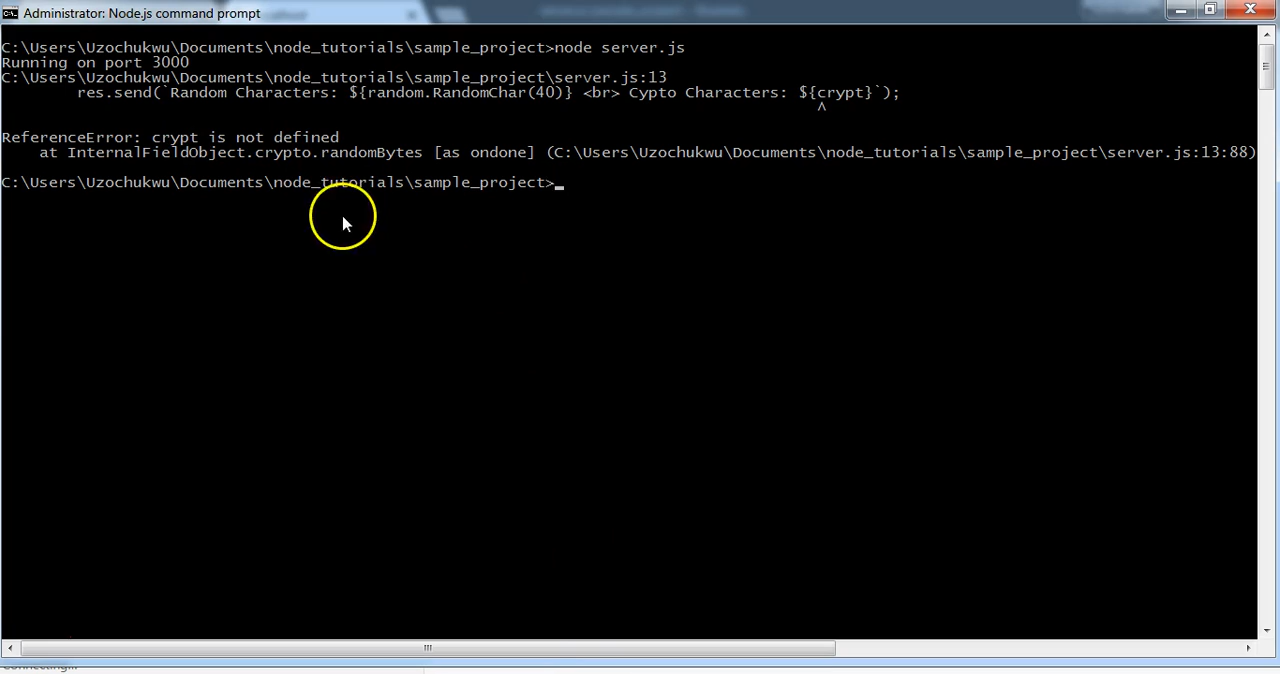 Administrator: Node.js command prompt
C:\Users\Uzochukwu\Documents\node_tutorials\sample_project>node server.js
Running on port 3000
C:\Users\Uzochukwu\Documents\node_tutorials\sample_project\server.js:13
res.send(`Random Characters: ${random.RandomChar(40)} <br> Cypto Characters: ${crypt}`);
^
ReferenceError: crypt is not defined
at InternalFieldObject.crypto.randomBytes [as ondone] (C:\Users\Uzochukwu\Documents\node_tutorials\sample_project\server.js:13:88)
C:\Users\Uzochukwu\Documents\node_tutorials\sample_project>_